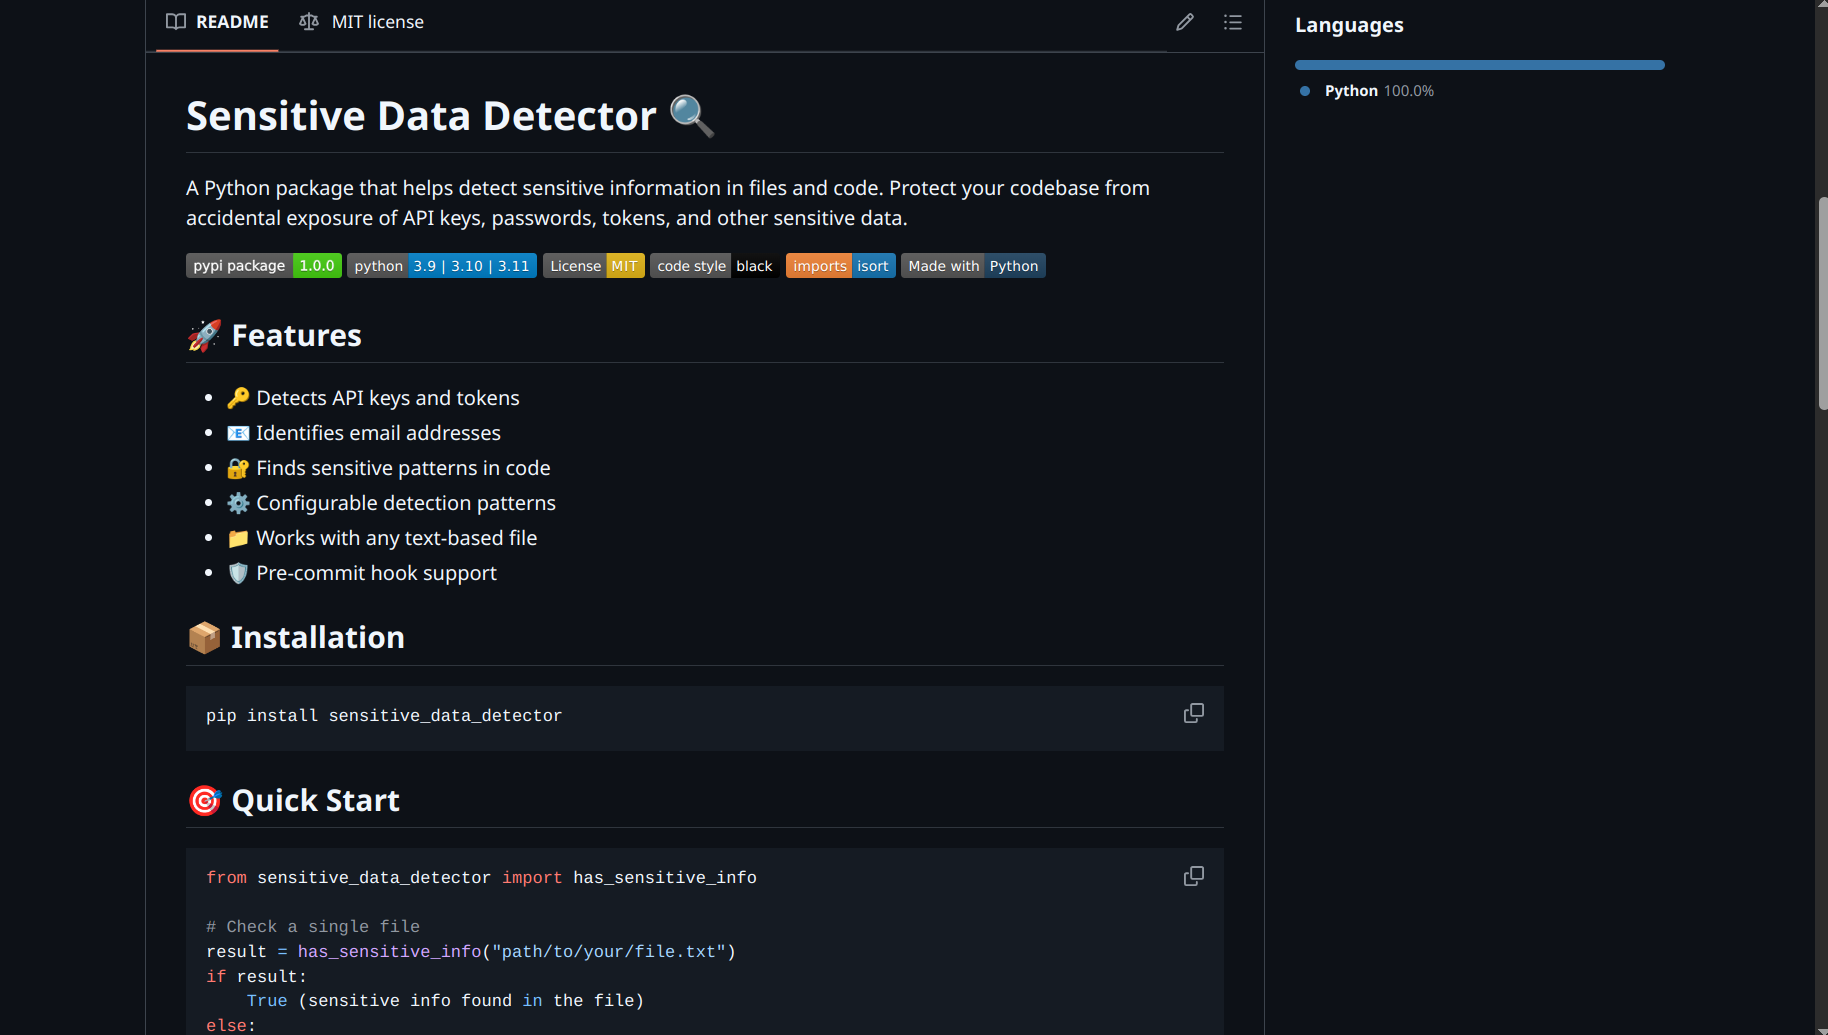 README
MIT license
Languages
Python 100.0%
Sensitive Data Detector
A Python package that helps detect sensitive information in files and code. Protect your codebase from
accidental exposure of API keys, passwords, tokens, and other sensitive data.
pypi package 1.0.0 python 3.9 | 3.10 | 3.11 License MIT code style black imports isort Made with Python
Features
Detects API keys and tokens
Identifies email addresses
Finds sensitive patterns in code
Configurable detection patterns
Works with any text-based file
Pre-commit hook support
Installation
pip install sensitive_data_detector
Quick Start
from sensitive_data_detector import has_sensitive_info
# Check a single file
result = has_sensitive_info("path/to/your/file.txt")
if result:
    True (sensitive info found in the file)
else: